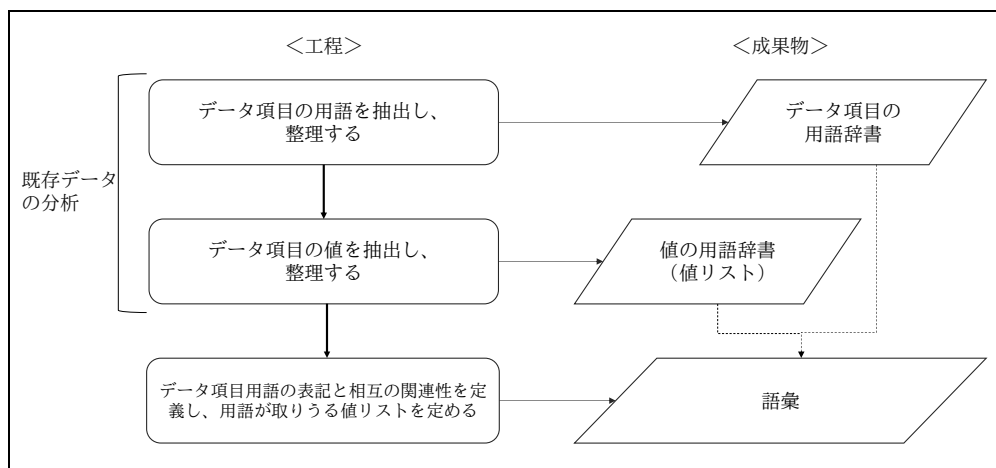 ＜工程＞
＜成果物＞
データ項目の用語を抽出し、
整理する
データ項目の
用語辞書
既存データ
の分析
データ項目の値を抽出し、
整理する
値の用語辞書
（値リスト）
データ項目用語の表記と相互の関連性を定
義し、用語が取りうる値リストを定める
語彙